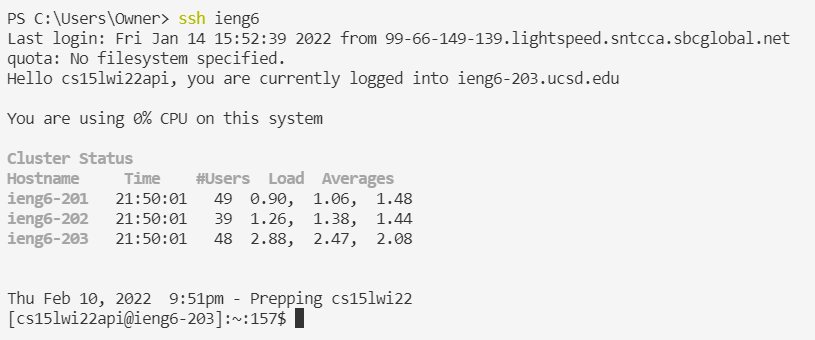 PS C:\Users\Owner> ssh ieng6
Last login: Fri Jan 14 15:52:39 2022 from 99-66-149-139.lightspeed.sntcca.sbcglobal.net
quota: No filesystem specified.
Hello cs15lwi22api, you are currently logged into ieng6-203.ucsd.edu
You are using 0% CPU on this system
Cluster Status
Hostname     Time    #Users  Load  Averages
ieng6-201   21:50:01   49  0.90,  1.06,  1.48
ieng6-202   21:50:01   39  1.26,  1.38,  1.44
ieng6-203   21:50:01   48  2.88,  2.47,  2.08
Thu Feb 10, 2022  9:51pm - Prepping cs15lwi22
[cs15lwi22api@ieng6-203]:~:157$